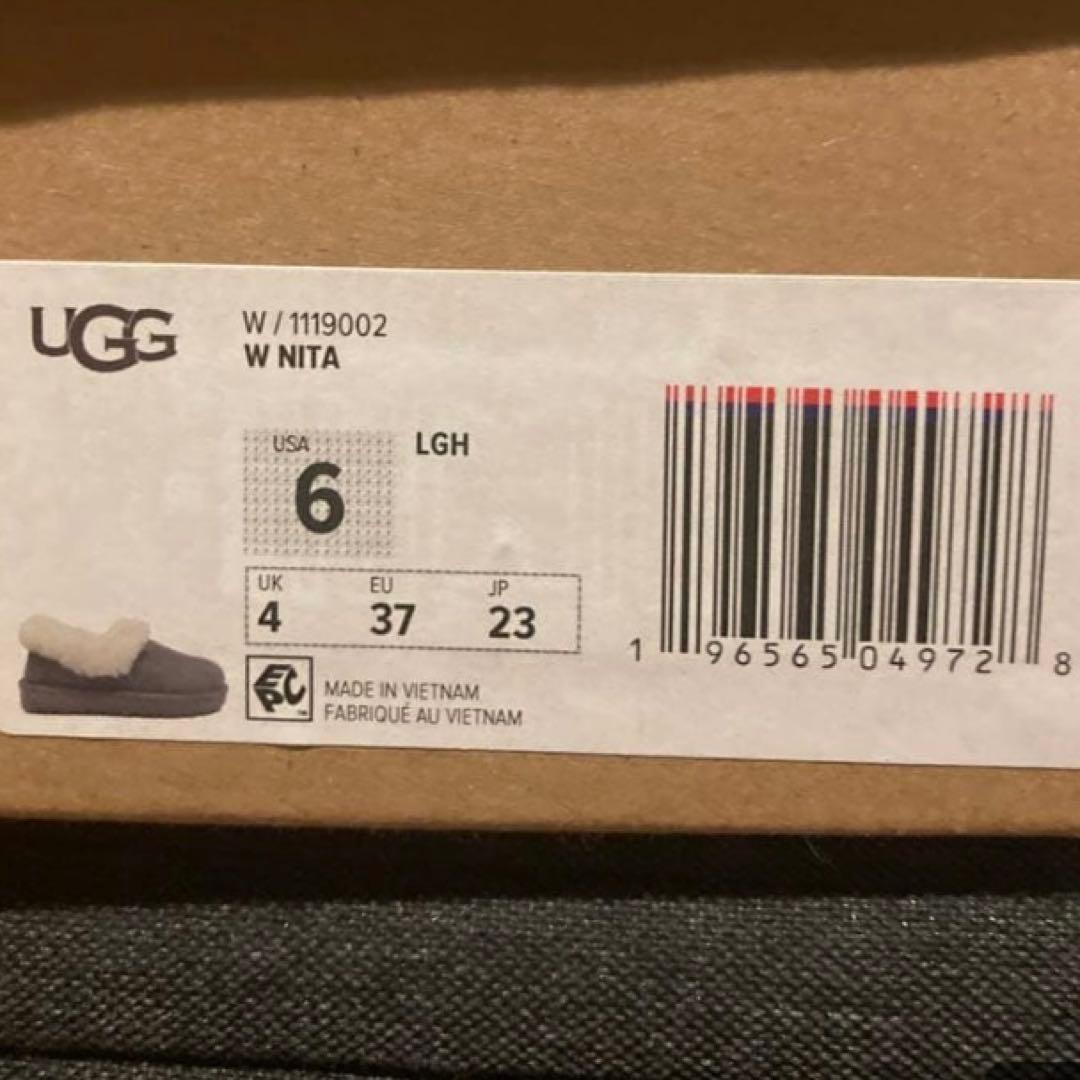 UGG
W / 1119002
W NITA
USA
6
LGH
UK EU JP
4 37 23
EPC
MADE IN VIETNAM
FABRIQUÉ AU VIETNAM
1 96565 04972 8